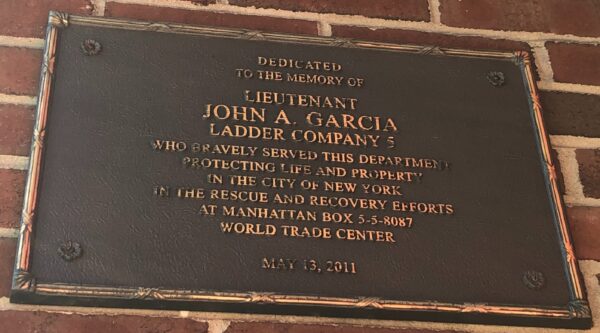 DEDICATED
TO THE MEMORY OF
LIEUTENANT
JOHN A. GARCIA
LADDER COMPANY 5
WHO BRAVELY SERVED THIS DEPARTMENT
PROTECTING LIFE AND PROPERTY
IN THE CITY OF NEW YORK
IN THE RESCUE AND RECOVERY EFFORTS
AT MANHATTAN BOX 5-5-8087
WORLD TRADE CENTER
MAY 13, 2011